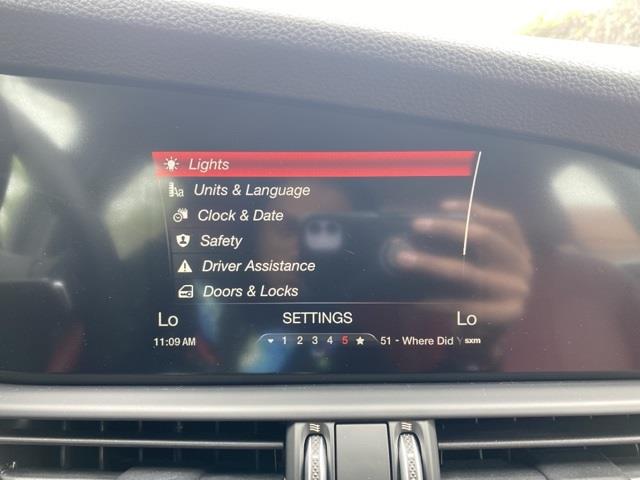 Lights
Aa Units & Language
Clock & Date
Safety
Driver Assistance
Doors & Locks
Lo SETTINGS Lo
11:09 AM 1 2 3 4 5 51 - Where Did sxm